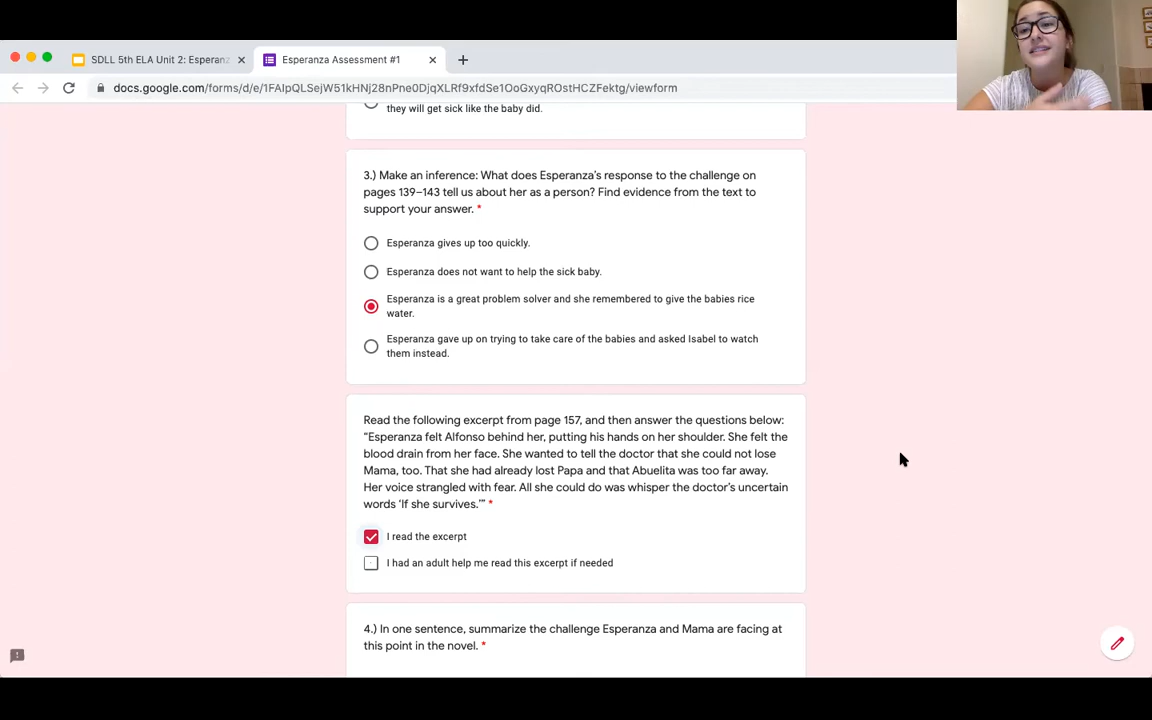 SDLL 5th ELA Unit 2: Esperanz
Esperanza Assessment #1
docs.google.com/forms/d/e/1FAIpQLSejW51kHNj28nPne0DjqXLRf9xfdSe1OoGxyqROstHCZFektg/viewform
they will get sick like the baby did.
3.) Make an inference: What does Esperanza's response to the challenge on
pages 139–143 tell us about her as a person? Find evidence from the text to
support your answer. *
Esperanza gives up too quickly.
Esperanza does not want to help the sick baby.
Esperanza is a great problem solver and she remembered to give the babies rice
water.
Esperanza gave up on trying to take care of the babies and asked Isabel to watch
them instead.
Read the following excerpt from page 157, and then answer the questions below:
“Esperanza felt Alfonso behind her, putting his hands on her shoulder. She felt the
blood drain from her face. She wanted to tell the doctor that she could not lose
Mama, too. That she had already lost Papa and that Abuelita was too far away.
Her voice strangled with fear. All she could do was whisper the doctor's uncertain
words ‘If she survives.’” *
I read the excerpt
I had an adult help me read this excerpt if needed
4.) In one sentence, summarize the challenge Esperanza and Mama are facing at
this point in the novel. *